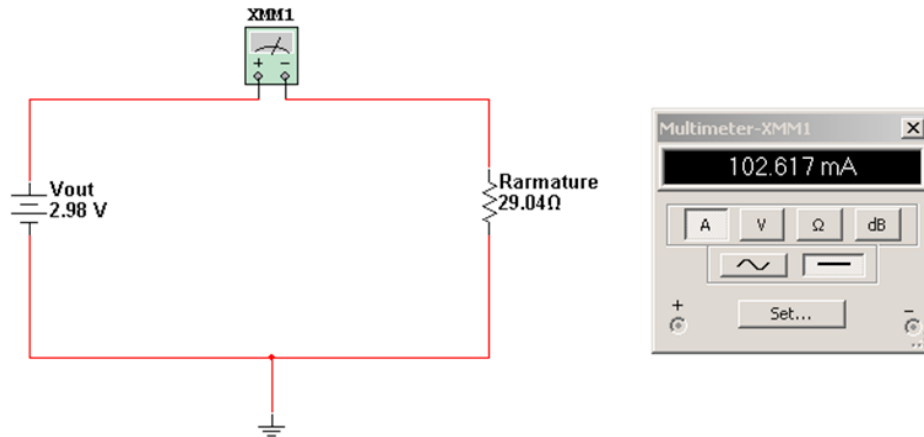 XMM1
+ −
Vout
2.98 V
Rarmature
29.04Ω
Multimeter-XMM1
102.617 mA
A V Ω dB
+ −
Set...